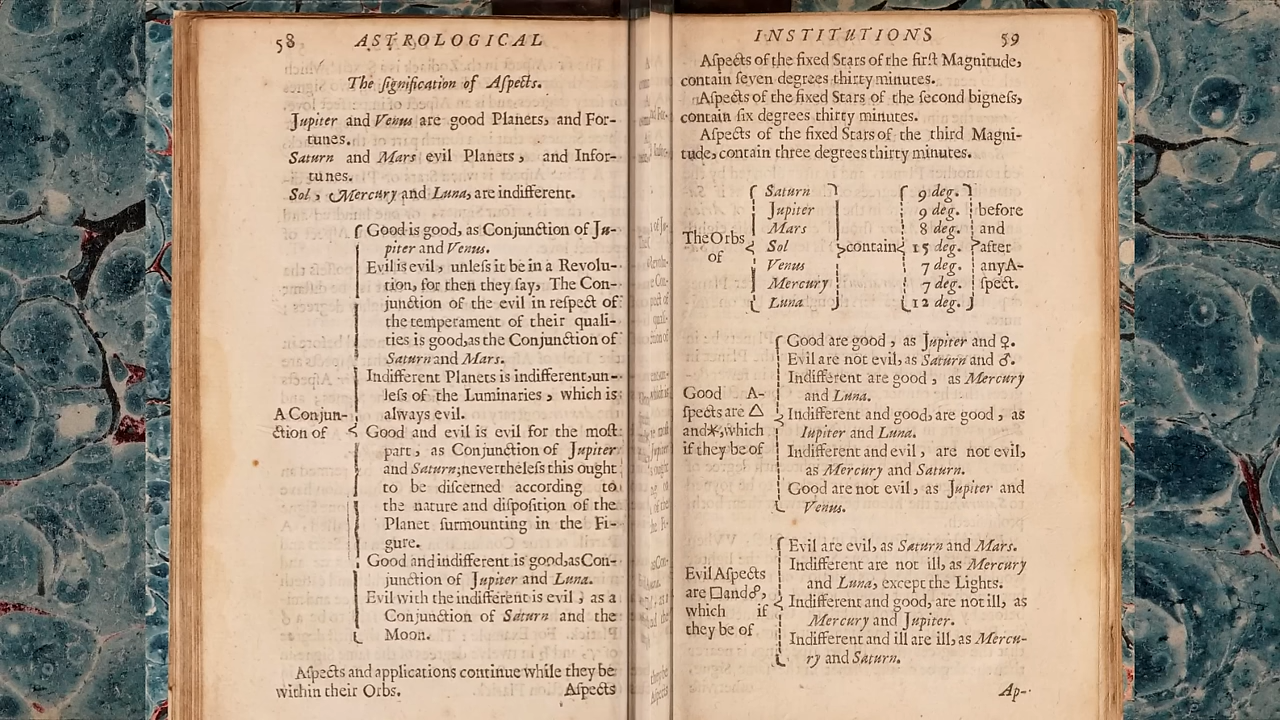 58 ASTROLOGICAL
The ſignification of Aſpects.
Jupiter and Venus are good Planets, and For-
tunes.
Saturn and Mars evil Planets, and Infor-
tunes.
Sol, Mercury and Luna, are indifferent.
A Conjun-
ction of
Good is good, as Conjunction of Ju-
piter and Venus.
Evil is evil, unleſs it be in a Revolu-
tion, for then they ſay, The Con-
junction of the evil in reſpect of
the temperament of their quali-
ties is good, as the Conjunction of
Saturn and Mars.
Indifferent Planets is indifferent, un-
leſs of the Luminaries, which is
always evil.
Good and evil is evil for the moſt
part, as Conjunction of Jupiter
and Saturn; nevertheleſs this ought
to be diſcerned according to
the nature and diſpoſition of the
Planet ſurmounting in the Fi-
gure.
Good and indifferent is good, as Con-
junction of Jupiter and Luna.
Evil with the indifferent is evil, as a
Conjunction of Saturn and the
Moon.
Aſpects and applications continue while they be
within their Orbs. Aſpects
INSTITUTIONS 59
Aſpects of the fixed Stars of the firſt Magnitude,
contain ſeven degrees thirty minutes.
Aſpects of the fixed Stars of the ſecond bigneſs,
contain ſix degrees thirty minutes.
Aſpects of the fixed Stars of the third Magni-
tude, contain three degrees thirty minutes.
The Orbs
of
Saturn
Jupiter
Mars
Sol
Venus
Mercury
Luna
contain
9 deg.
9 deg.
8 deg.
15 deg.
7 deg.
7 deg.
12 deg.
before
and
after
any A-
ſpect.
Good A-
ſpects are △
and ⚹, which
if they be of
Good are good, as Jupiter and ♀.
Evil are not evil, as Saturn and ♂.
Indifferent are good, as Mercury
and Luna.
Indifferent and good, are good, as
Iupiter and Luna.
Indifferent and evil, are not evil,
as Mercury and Saturn.
Good are not evil, as Jupiter and
Venus.
Evil Aſpects
are □ and ☍,
which if
they be of
Evil are evil, as Saturn and Mars.
Indifferent are not ill, as Mercury
and Luna, except the Lights.
Indifferent and good, are not ill, as
Mercury and Jupiter.
Indifferent and ill are ill, as Mercu-
ry and Saturn.
Ap-